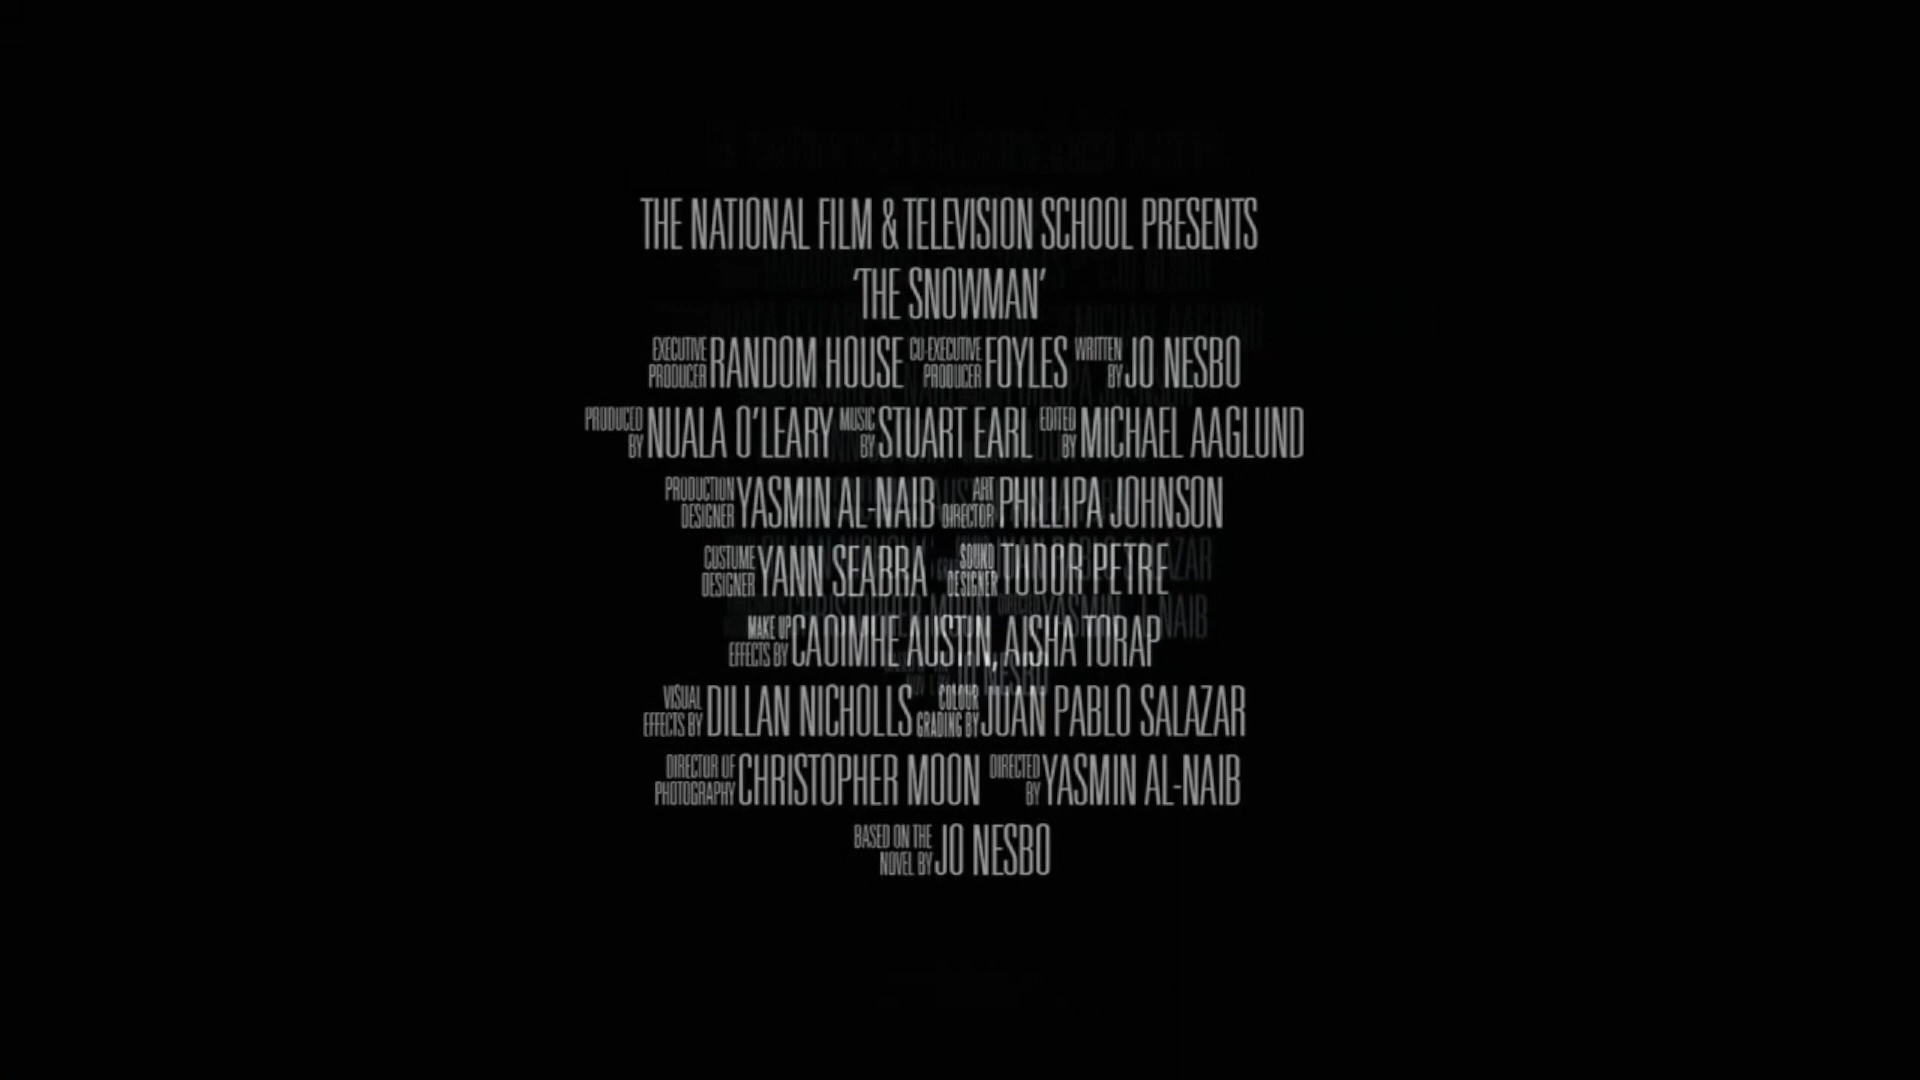 THE NATIONAL FILM & TELEVISION SCHOOL PRESENTS
'THE SNOWMAN'
EXECUTIVE PRODUCER RANDOM HOUSE CO-EXECUTIVE PRODUCER FOYLES WRITTEN BY JO NESBO
PRODUCED BY NUALA O'LEARY MUSIC BY STUART EARL EDITED BY MICHAEL AAGLUND
PRODUCTION DESIGNER YASMIN AL-NAIB ART DIRECTOR PHILLIPA JOHNSON
CUSTUME DESIGNER YANN SEABRA SOUND DESIGNER TUDOR PETRE
MAKE UP EFFECTS BY CAOIMHE AUSTIN, AISHA TORAP
VISUAL EFFECTS BY DILLAN NICHOLLS COLOUR GRADING BY JUAN PABLO SALAZAR
DIRECTOR OF PHOTOGRAPHY CHRISTOPHER MOON DIRECTED BY YASMIN AL-NAIB
BASED ON THE NOVEL BY JO NESBO